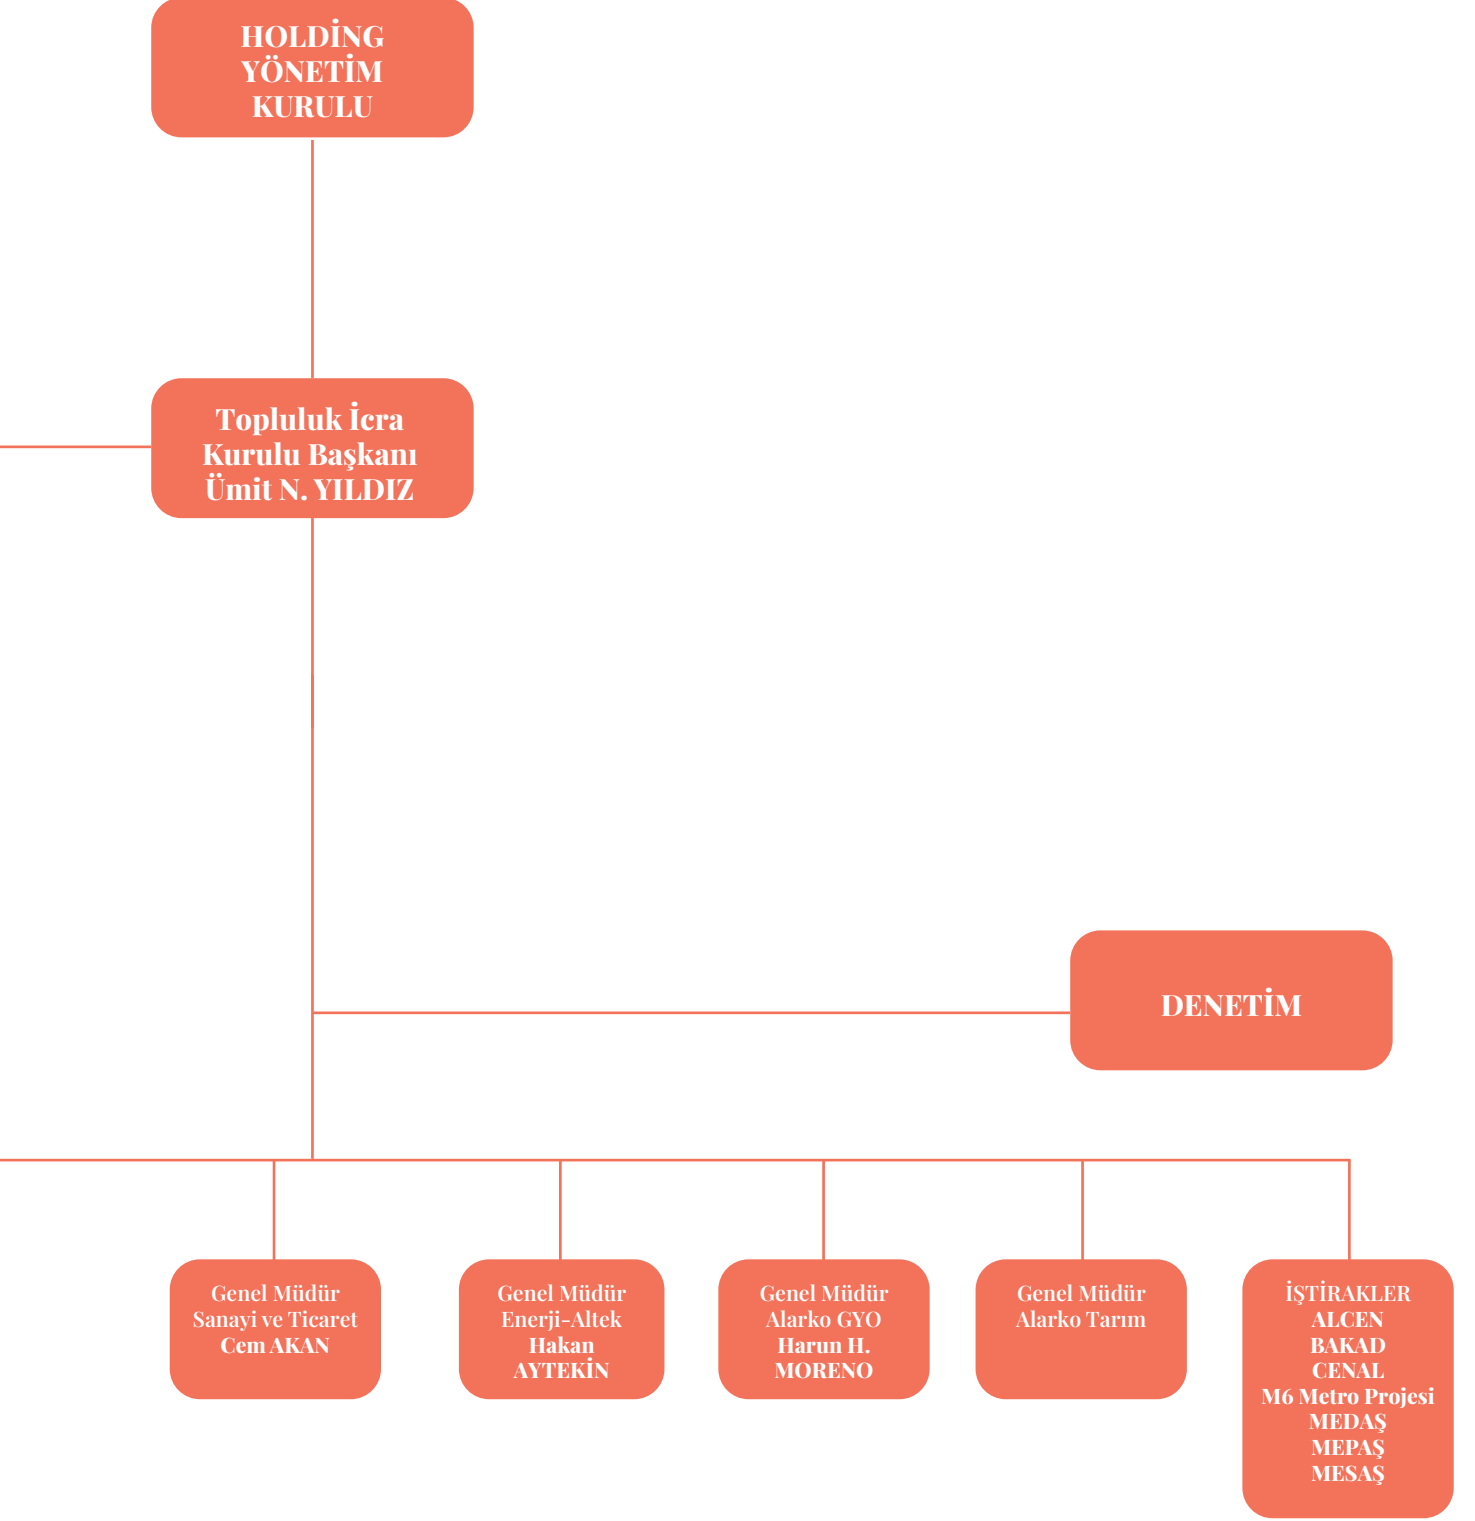 HOLDİNG
YÖNETİM
KURULU
Topluluk İcra
Kurulu Başkanı
Ümit N. YILDIZ
DENETİM
Genel Müdür
Sanayi ve Ticaret
Cem AKAN
Genel Müdür
Enerji-Altek
Hakan
AYTEKİN
Genel Müdür
Alarko GYO
Harun H.
MORENO
Genel Müdür
Alarko Tarım
İŞTİRAKLER
ALCEN
BAKAD
CENAL
M6 Metro Projesi
MEDAŞ
MEPAŞ
MESAŞ